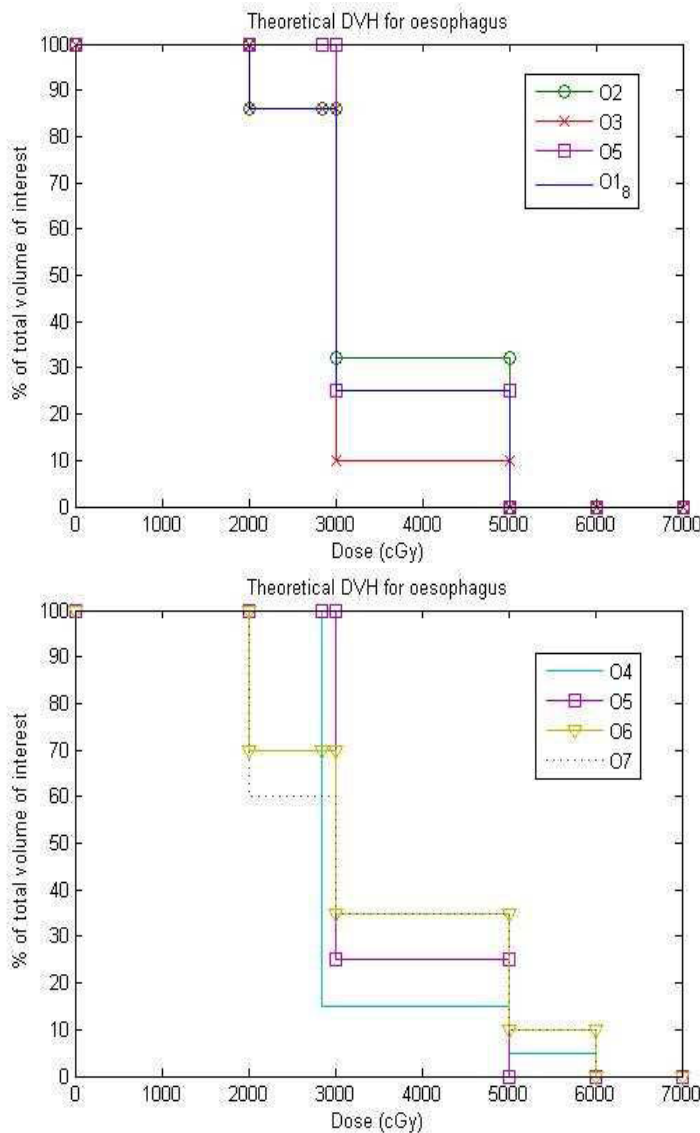 Theoretical DVH for oesophagus
100
90
80
70
60
50
40
30
20
10
0
% of total volume of interest
O2
O3
O5
O1_8
0 1000 2000 3000 4000 5000 6000 7000
Dose (cGy)
Theoretical DVH for oesophagus
100
90
80
70
60
50
40
30
20
10
0
% of total volume of interest
O4
O5
O6
O7
0 1000 2000 3000 4000 5000 6000 7000
Dose (cGy)